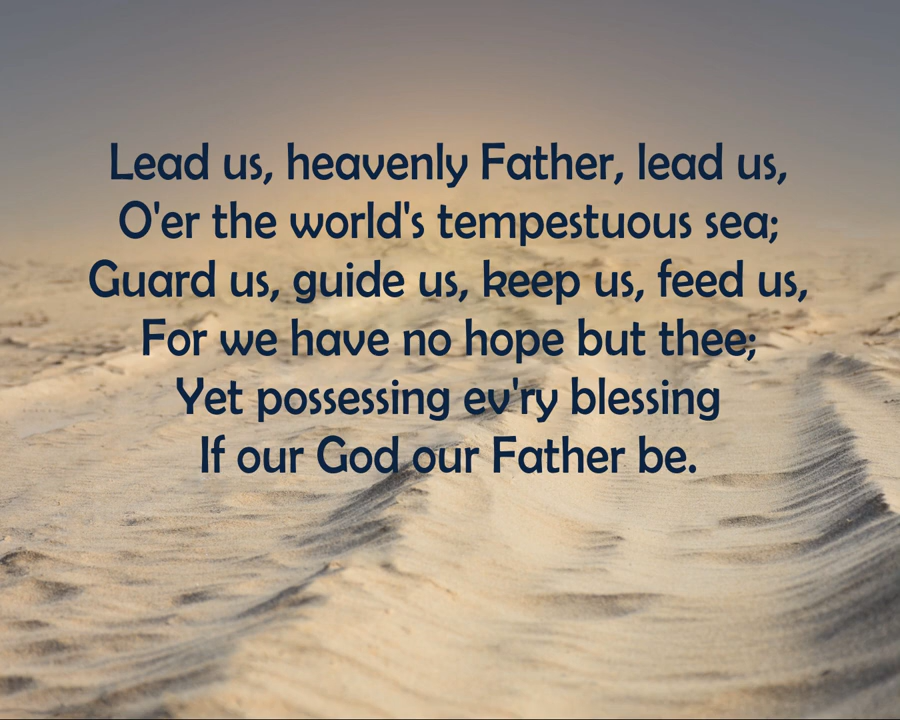 Lead us, heavenly Father, lead us,
O'er the world's tempestuous sea;
Guard us, guide us, keep us, feed us,
For we have no hope but thee;
Yet possessing ev'ry blessing
If our God our Father be.